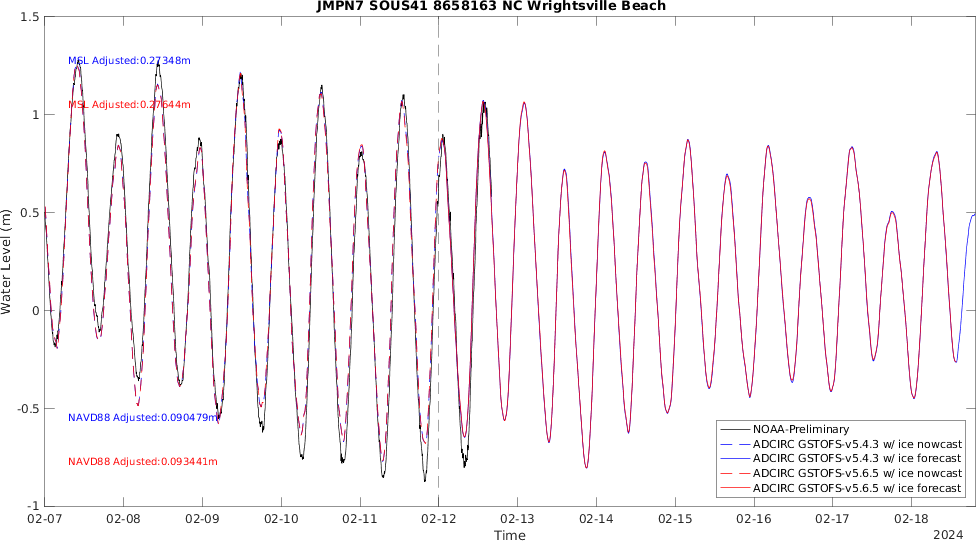 JMPN7 SOUS41 8658163 NC Wrightsville Beach
1.5
1
0.5
0
-0.5
-1
Water Level (m)
MSL Adjusted:0.27348m
MSL Adjusted:0.27644m
NAVD88 Adjusted:0.090479m
NAVD88 Adjusted:0.093441m
NOAA-Preliminary
ADCIRC GSTOFS-v5.4.3 w/ ice nowcast
ADCIRC GSTOFS-v5.4.3 w/ ice forecast
ADCIRC GSTOFS-v5.6.5 w/ ice nowcast
ADCIRC GSTOFS-v5.6.5 w/ ice forecast
02-07 02-08 02-09 02-10 02-11 02-12 02-13 02-14 02-15 02-16 02-17 02-18
Time
2024